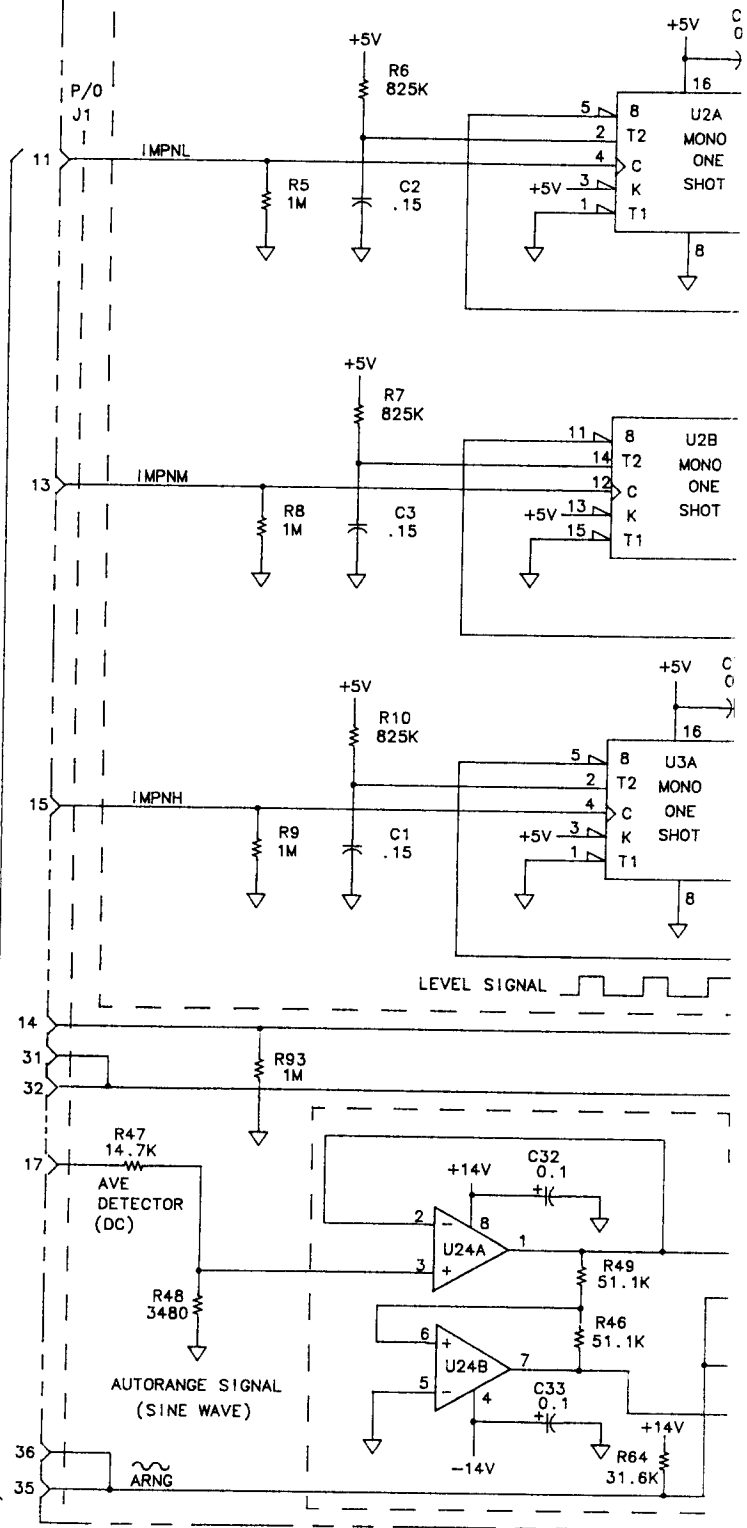 +5V
C
0
+5V
R6
825K
16
P/O
J1
5
8
U2A
2
T2
MONO
11
IMPNL
4
C
ONE
R5
1M
C2
.15
+5V
3
K
SHOT
1
T1
8
+5V
R7
825K
11
8
U2B
14
T2
MONO
13
IMPNM
12
C
ONE
R8
1M
C3
.15
+5V
13
K
SHOT
15
T1
+5V
C
0
+5V
R10
825K
16
5
8
U3A
2
T2
MONO
15
IMPNH
4
C
ONE
R9
1M
C1
.15
+5V
3
K
SHOT
1
T1
8
LEVEL SIGNAL
14
31
R93
1M
32
R47
14.7K
17
AVE
DETECTOR
(DC)
+14V
C32
0.1
+
2
-
8
U24A
1
3
+
R49
51.1K
R48
3480
6
+
R46
51.1K
U24B
7
5
-
4
AUTORANGE SIGNAL
(SINE WAVE)
C33
0.1
+
+14V
-14V
R64
31.6K
36
35
ARNG